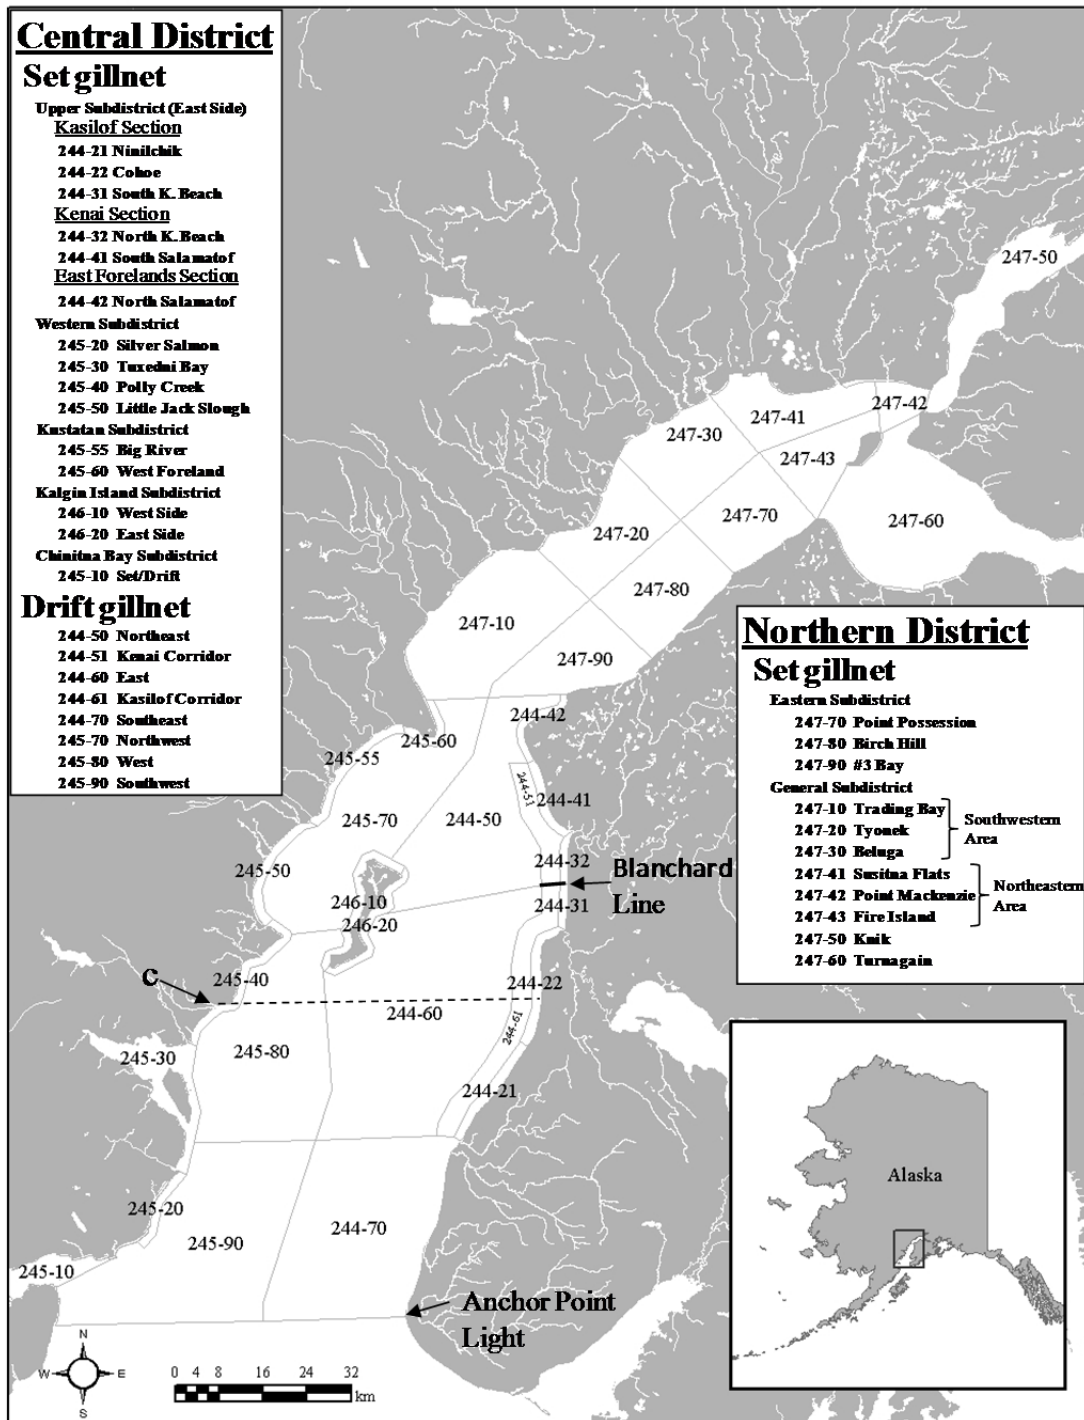 Central District
Set gillnet
Upper Subdistrict (East Side)
Kasilof Section
244-21 Ninilchik
244-22 Cohoe
244-31 South K. Beach
Kenai Section
244-32 North K. Beach
244-41 South Salamatof
East Forelands Section
244-42 North Salamatof
Western Subdistrict
245-20 Silver Salmon
245-30 Tuxedni Bay
245-40 Polly Creek
245-50 Little Jack Slough
Kustatan Subdistrict
245-55 Big River
245-60 West Foreland
Kalgin Island Subdistrict
246-10 West Side
246-20 East Side
Chinitna Bay Subdistrict
245-10 Set/Drift
Drift gillnet
244-50 Northeast
244-51 Kenai Corridor
244-60 East
244-61 Kasilof Corridor
244-70 Southeast
245-70 Northwest
245-80 West
245-90 Southwest
247-50
247-42
247-41
247-30
247-43
247-70
247-60
247-20
247-80
247-10
247-90
244-42
245-60
245-55
244-51
244-41
245-70
244-50
244-32
245-50
Blanchard
Line
246-10
244-31
246-20
C
245-40
244-22
244-60
244-61
245-80
245-30
244-21
245-20
245-90
244-70
245-10
Anchor Point
Light
Northern District
Set gillnet
Eastern Subdistrict
247-70 Point Possession
247-80 Birch Hill
247-90 #3 Bay
General Subdistrict
247-10 Trading Bay
247-20 Tyonek
247-30 Beluga
Southwestern
Area
247-41 Susitna Flats
247-42 Point Mackenzie
247-43 Fire Island
Northeastern
Area
247-50 Knik
247-60 Turnagain
Alaska
N
W
E
S
0 4 8 16 24 32
km